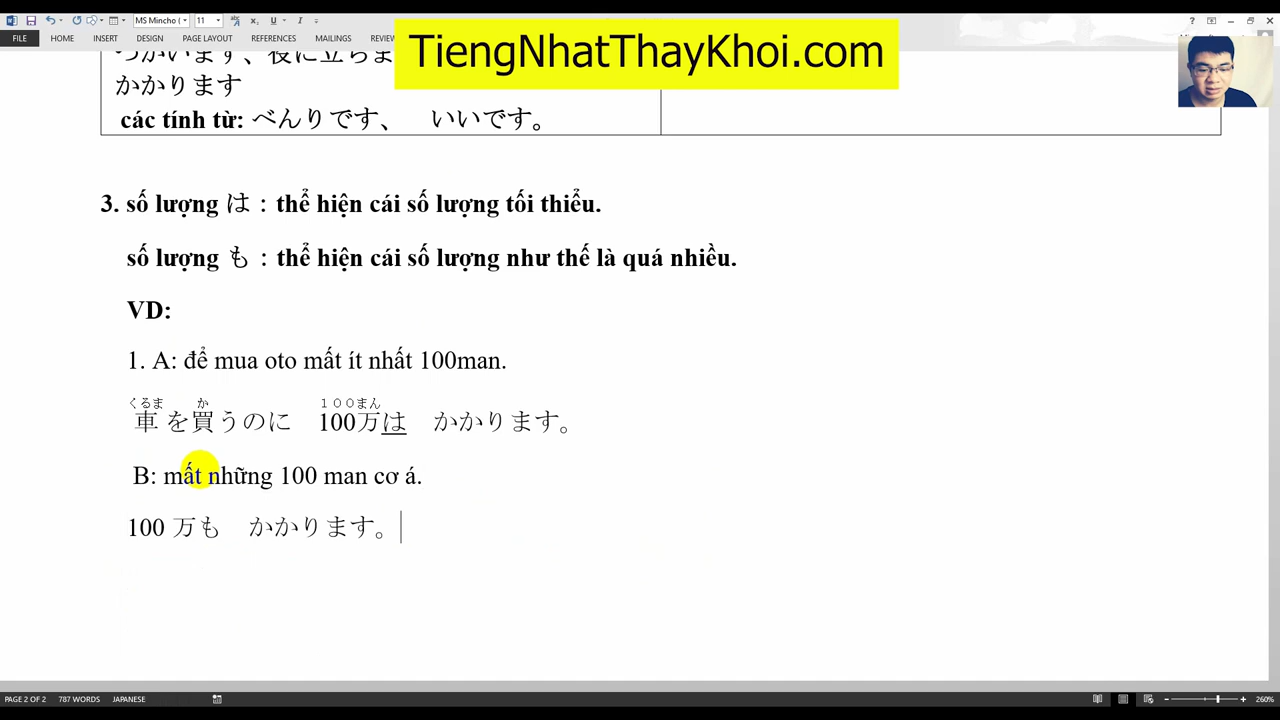 MS Mincho (
11
FILE
HOME
INSERT
DESIGN
PAGE LAYOUT
REFERENCES
MAILINGS
TiengNhatThayKhoi.com
かかります
các tính từ: べんりです、 いいです。
3. số lượng は : thể hiện cái số lượng tối thiểu.
số lượng も : thể hiện cái số lượng như thế là quá nhiều.
VD:
1. A: để mua oto mất ít nhất 100man.
くるま か 100まん
車を買うのに 100万は かかります。
B: mất những 100 man cơ á.
100 万も かかります。
PAGE 2 OF 2
787 WORDS
JAPANESE
260%